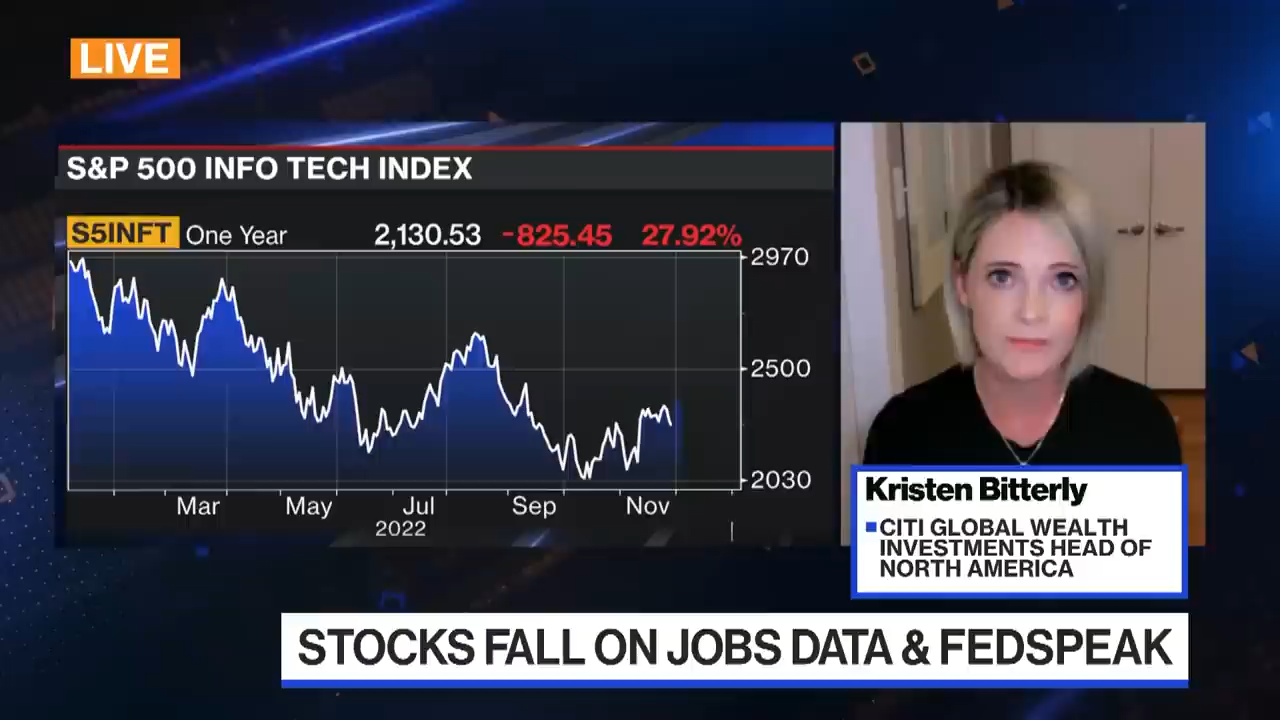 LIVE
S&P 500 INFO TECH INDEX
S5INFT One Year 2,130.53 -825.45 27.92%
2970
2500
2030
Mar May Jul Sep Nov
2022
Kristen Bitterly
CITI GLOBAL WEALTH
INVESTMENTS HEAD OF
NORTH AMERICA
STOCKS FALL ON JOBS DATA & FEDSPEAK